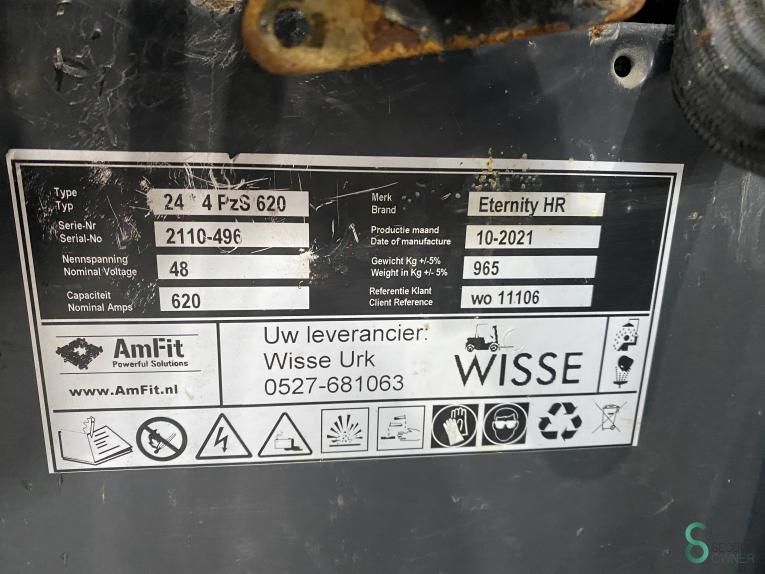 Type
Typ
24 * 4 PzS 620
Serie-Nr
Serial-No
2110-496
Nennspanning
Nominal Voltage
48
Capaciteit
Nominal Amps
620
Merk
Brand
Eternity HR
Productie maand
Date of manufacture
10-2021
Gewicht Kg +/-5%
Weight in Kg +/- 5%
965
Referentie Klant
Client Reference
wo 11106
AmFit
Powerful Solutions
www.AmFit.nl
Uw leverancier:
Wisse Urk
0527-681063
WISSE
SECOND
OWNER